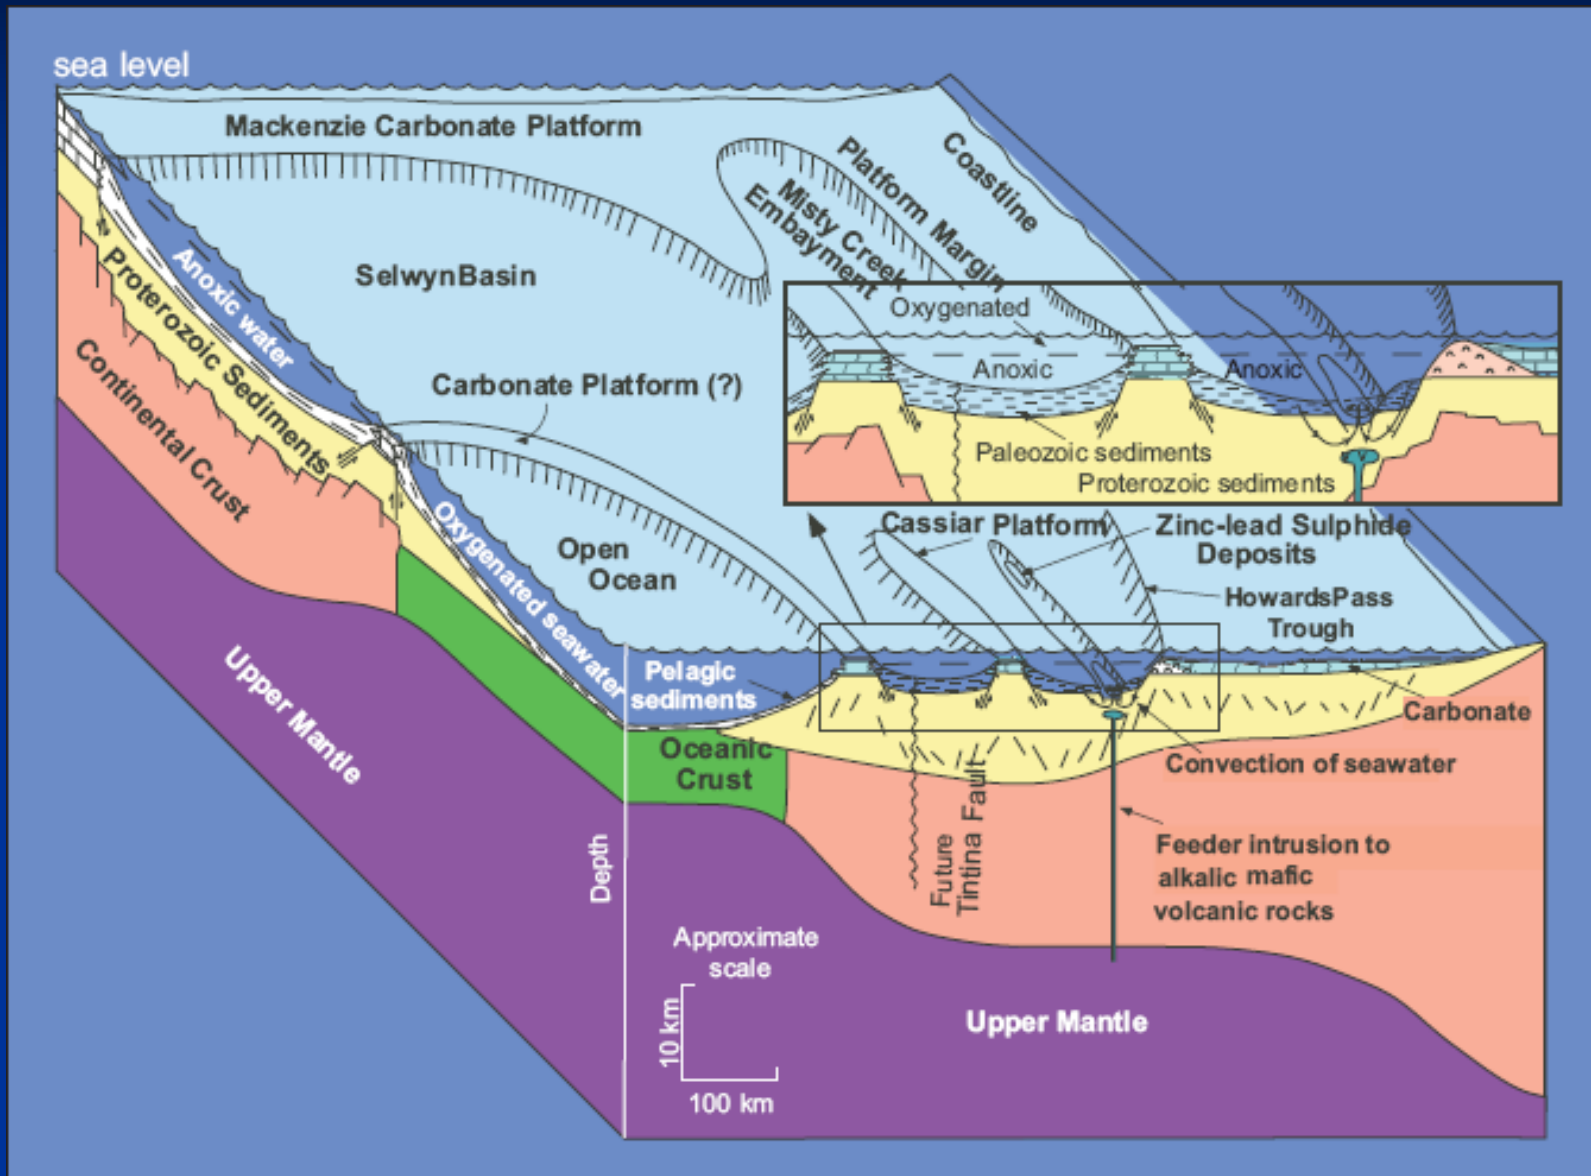 sea level
Mackenzie Carbonate Platform
Coastline
Platform Margin
Misty Creek
Embayment
SelwynBasin
Anoxic water
Proterozoic Sediments
Continental Crust
Carbonate Platform (?)
Oxygenated
Anoxic
Anoxic
Paleozoic sediments
Proterozoic sediments
Cassiar Platform
Zinc-lead Sulphide
Deposits
Open
Ocean
Oxygenated seawater
HowardsPass
Trough
Upper Mantle
Pelagic
sediments
Oceanic
Crust
Carbonate
Convection of seawater
Future
Tintina Fault
Feeder intrusion to
alkalic mafic
volcanic rocks
Depth
Approximate
scale
10 km
100 km
Upper Mantle